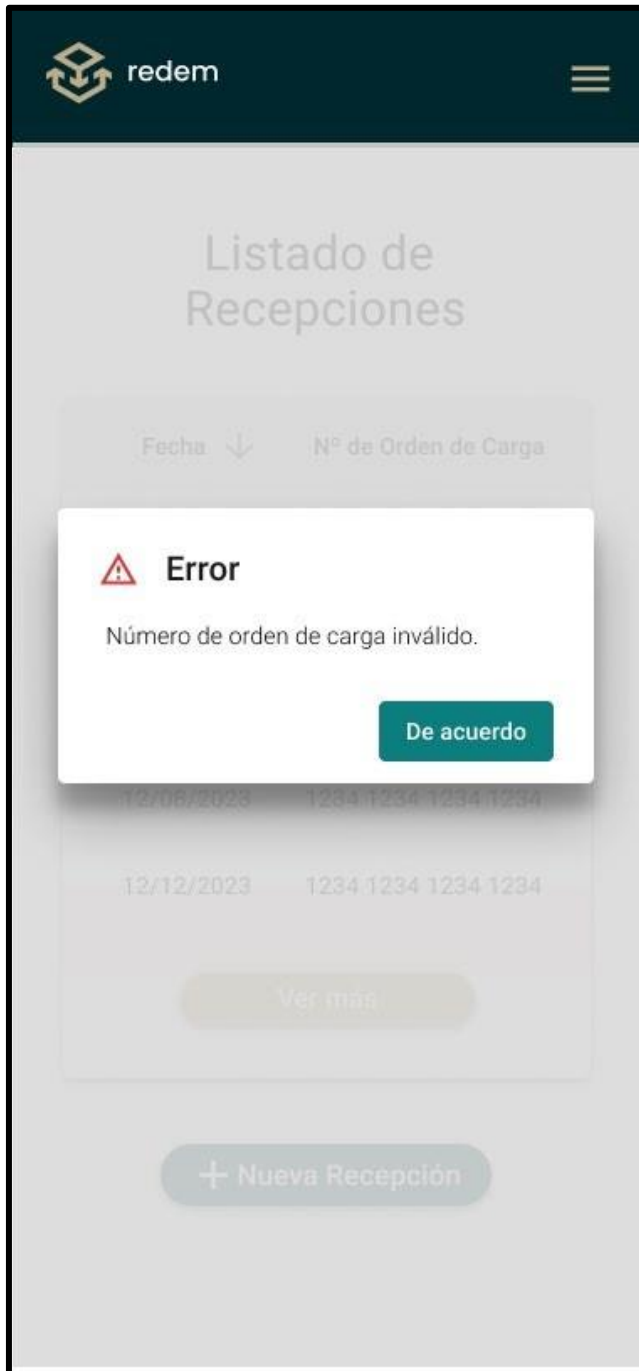 redem
Listado de
Recepciones
Fecha Nº de Orden de Carga
Error
Número de orden de carga inválido.
De acuerdo
12/08/2023 1234 1234 1234 1234
12/12/2023 1234 1234 1234 1234
Ver más
+ Nueva Recepción